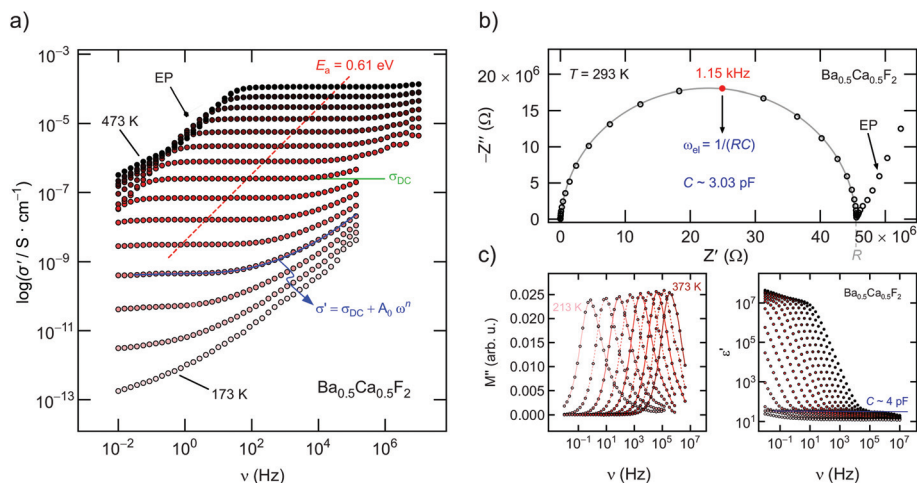 a)
log(σ'/ S · cm⁻¹)
10⁻³
10⁻⁵
10⁻⁷
10⁻⁹
10⁻¹¹
10⁻¹³
EP
Eₐ = 0.61 eV
473 K
σDC
σ' = σDC + A₀ ωⁿ
173 K
Ba0.5Ca0.5F2
10⁻² 10⁰ 10² 10⁴ 10⁶
ν (Hz)
b)
−Z'' (Ω)
20 × 10⁶
15
10
5
0
T = 293 K
1.15 kHz
Ba0.5Ca0.5F2
EP
ωel = 1/(RC)
C ~ 3.03 pF
0 10 20 30 40 50 × 10⁶
Z' (Ω)
R
c)
M'' (arb. u.)
0.025
0.020
0.015
0.010
0.005
0.000
213 K
373 K
10⁻¹ 10¹ 10³ 10⁵ 10⁷
ν (Hz)
ε'
10⁷
10⁵
10³
10¹
Ba0.5Ca0.5F2
C ~ 4 pF
10⁻¹ 10¹ 10³ 10⁵ 10⁷
ν (Hz)